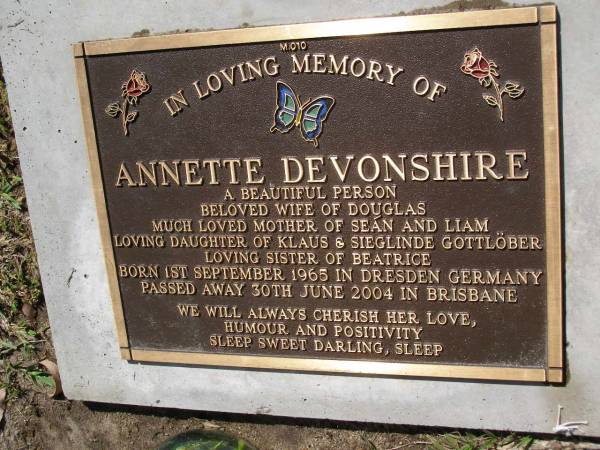 M.010
IN LOVING MEMORY OF
ANNETTE DEVONSHIRE
A BEAUTIFUL PERSON
BELOVED WIFE OF DOUGLAS
MUCH LOVED MOTHER OF SEÁN AND LIAM
LOVING DAUGHTER OF KLAUS & SIEGLINDE GOTTLÖBER
LOVING SISTER OF BEATRICE
BORN 1ST SEPTEMBER 1965 IN DRESDEN GERMANY
PASSED AWAY 30TH JUNE 2004 IN BRISBANE
WE WILL ALWAYS CHERISH HER LOVE,
HUMOUR AND POSITIVITY
SLEEP SWEET DARLING, SLEEP